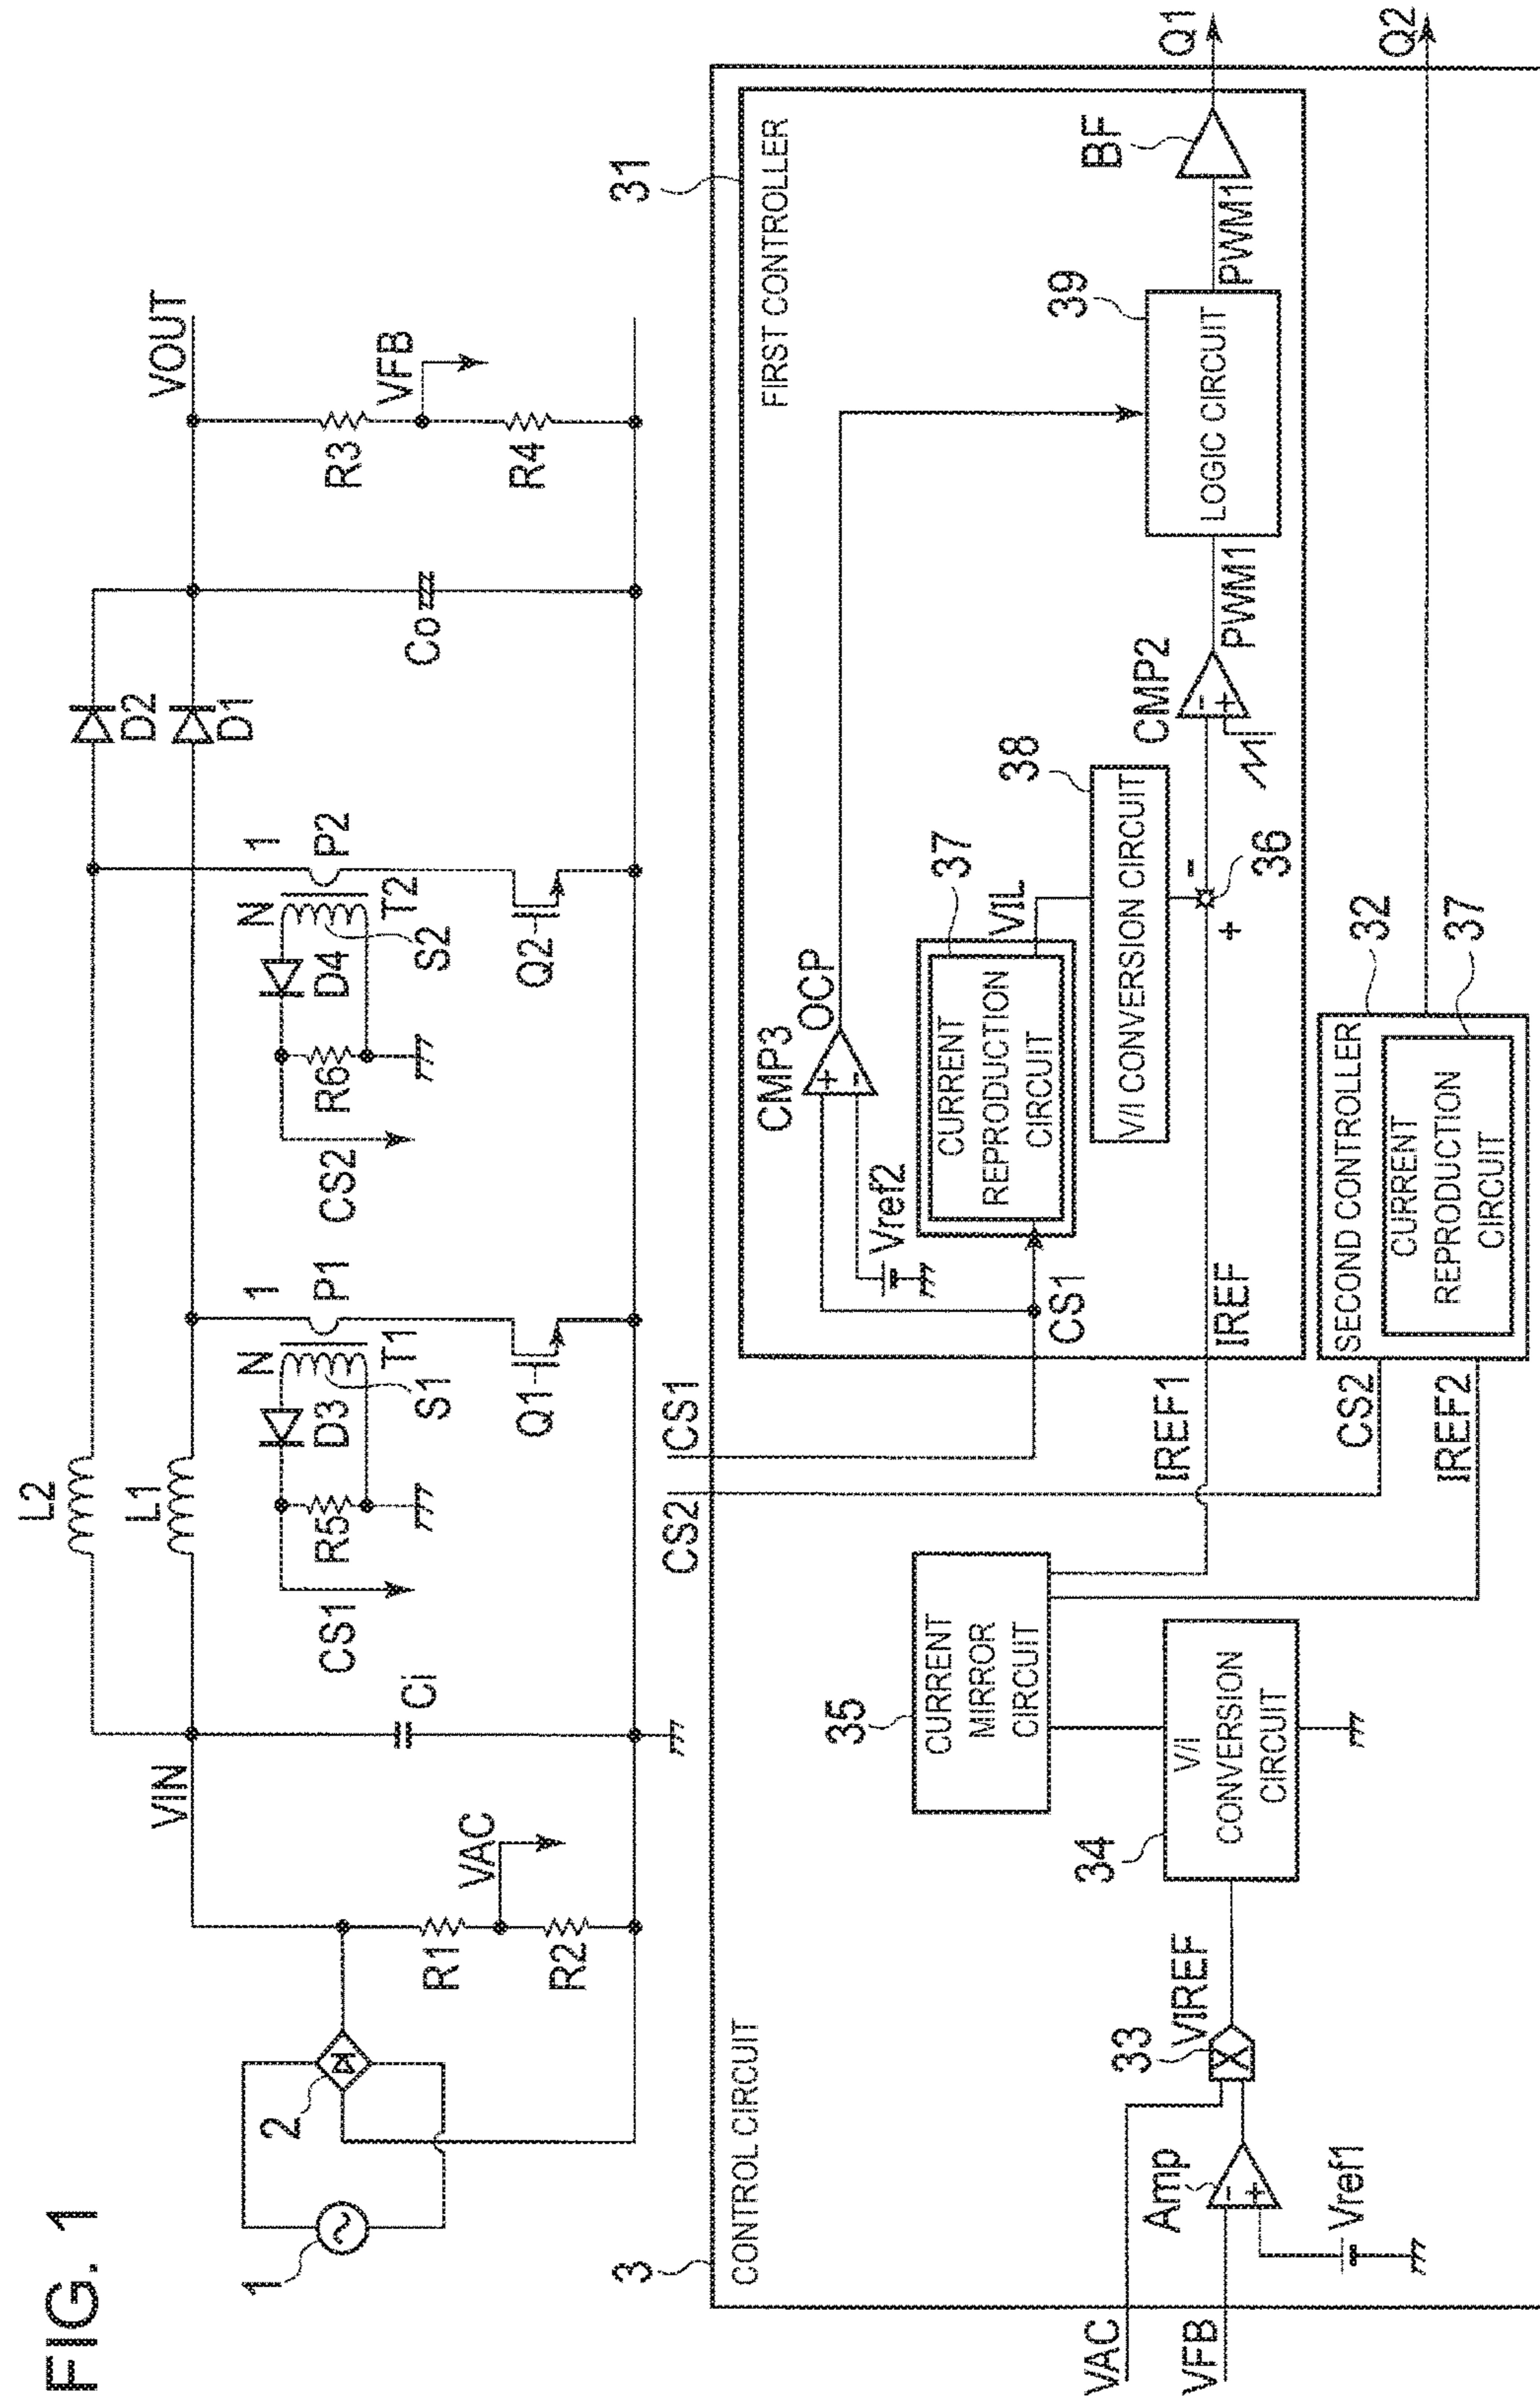 FIG. 1
L2
L1
D2
D1
VIN
VOUT
1
2
R1
R2
VAC
Ci
CS1
R5
D3
N
1
S1
T1
P1
Q1
CS2
R6
D4
N
1
S2
T2
P2
Q2
Co
R3
R4
VFB
3
CONTROL CIRCUIT
CS2
CS1
31
FIRST CONTROLLER
VAC
VFB
Amp
-
+
Vref1
33
VIREF
34
V/I
CONVERSION
CIRCUIT
35
CURRENT
MIRROR
CIRCUIT
IREF1
IREF
CS1
Vref2
CMP3
+
-
OCP
37
CURRENT
REPRODUCTION
CIRCUIT
VIL
38
V/I CONVERSION CIRCUIT
+
-
36
CMP2
-
+
PWM1
39
LOGIC CIRCUIT
PWM1
BF
Q1
CS2
IREF2
32
SECOND CONTROLLER
37
CURRENT
REPRODUCTION
CIRCUIT
Q2